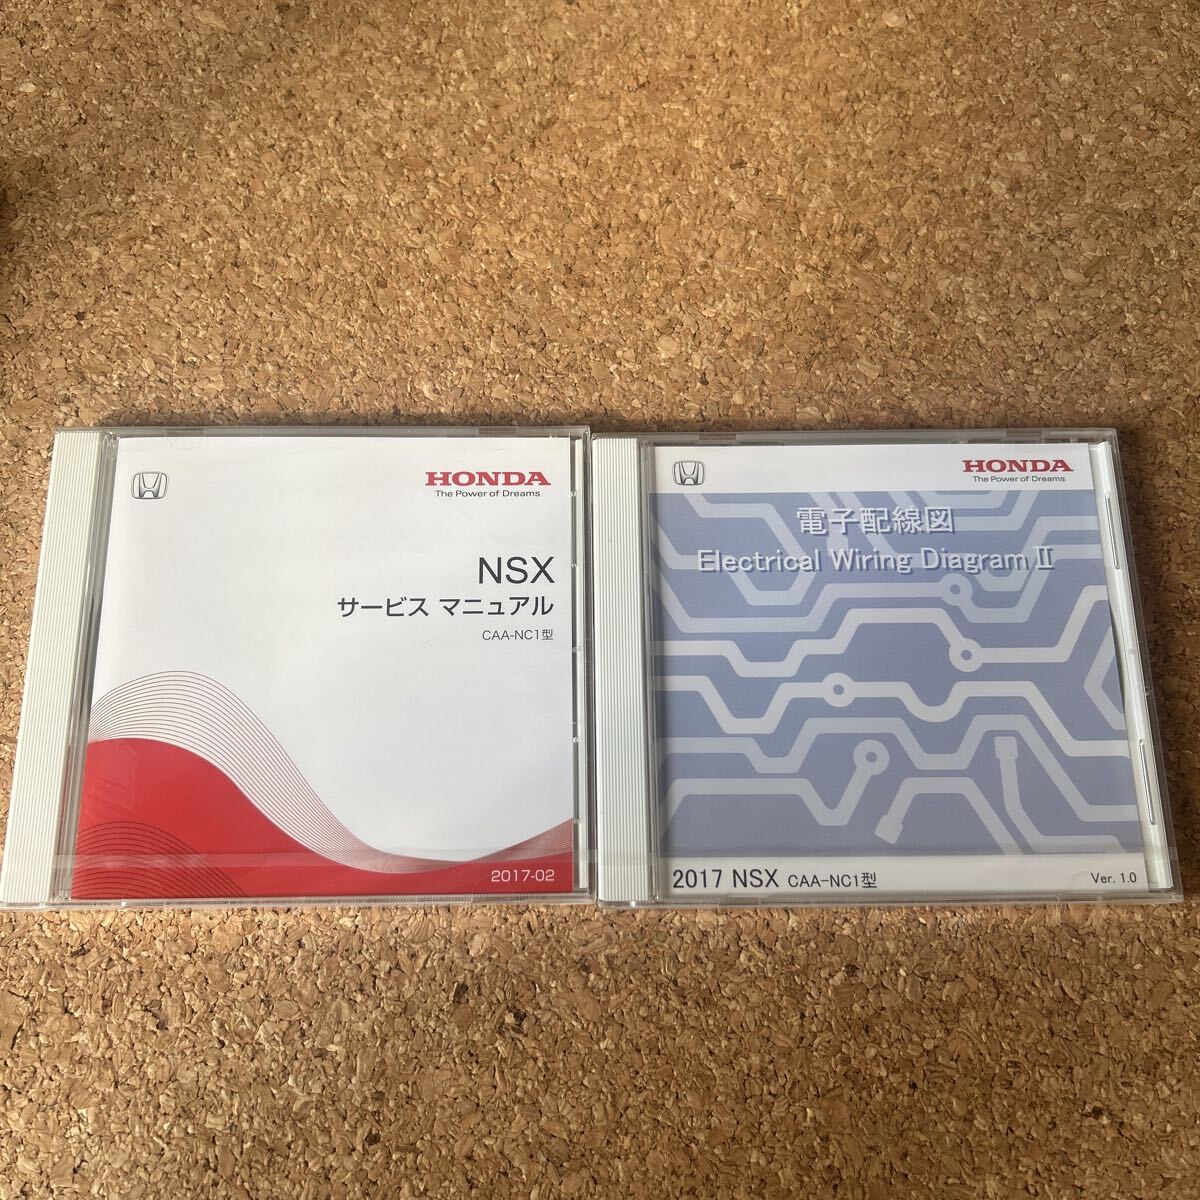 HONDA
The Power of Dreams
NSX
サービス マニュアル
CAA-NC1型
2017-02
HONDA
The Power of Dreams
電子配線図
Electrical Wiring Diagram Ⅱ
2017 NSX CAA-NC1型
Ver. 1.0